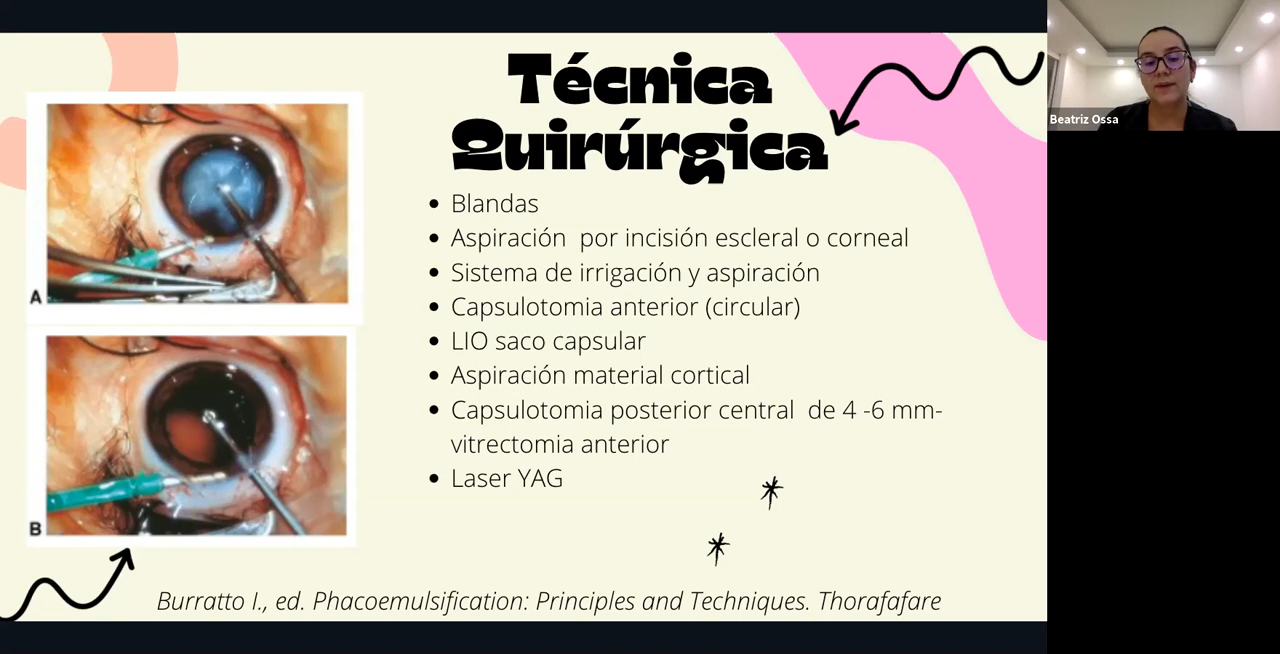 Técnica
Quirúrgica
Beatriz Ossa
A
B
Blandas
Aspiración por incisión escleral o corneal
Sistema de irrigación y aspiración
Capsulotomia anterior (circular)
LIO saco capsular
Aspiración material cortical
Capsulotomia posterior central de 4 -6 mm-
vitrectomia anterior
Laser YAG
Burratto I., ed. Phacoemulsification: Principles and Techniques. Thorafafare